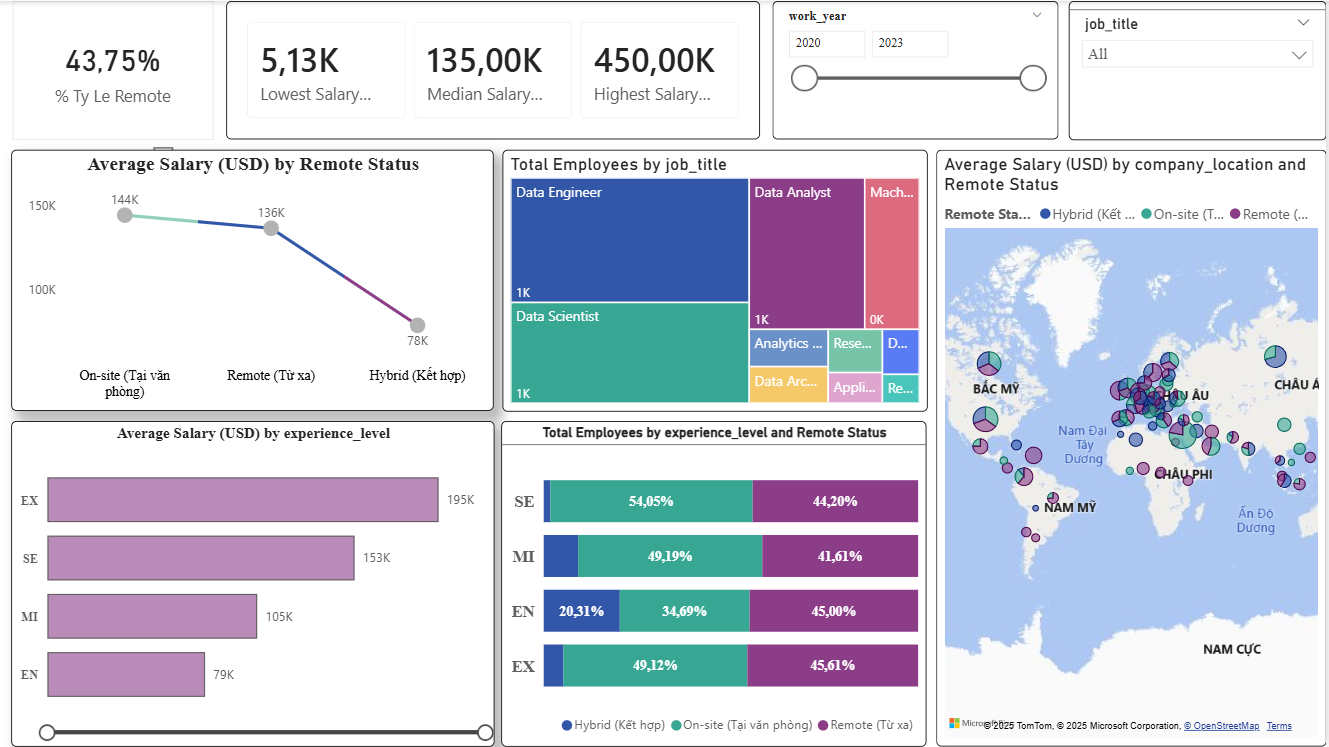 43,75%
% Ty Le Remote
5,13K
Lowest Salary...
135,00K
Median Salary...
450,00K
Highest Salary...
work_year
2020
2023
job_title
All
Average Salary (USD) by Remote Status
150K
100K
144K
136K
78K
On-site (Tại văn
phòng)
Remote (Từ xa)
Hybrid (Kết hợp)
Total Employees by job_title
Data Engineer
1K
Data Scientist
1K
Data Analyst
1K
Mach...
0K
Analytics ...
Rese...
D...
Data Arc...
Appli...
Re...
Average Salary (USD) by company_location and
Remote Status
Remote Sta...
Hybrid (Kết ...
On-site (T...
Remote (...
BẮC MỸ
CHÂU ÂU
CHÂU Á
Nam Đại
Tây
Dương
CHÂU PHI
NAM MỸ
Ấn Độ
Dương
NAM CỰC
© 2025 TomTom, © 2025 Microsoft Corporation, © OpenStreetMap Terms
Average Salary (USD) by experience_level
EX
195K
SE
153K
MI
105K
EN
79K
Total Employees by experience_level and Remote Status
SE
54,05%
44,20%
MI
49,19%
41,61%
EN
20,31%
34,69%
45,00%
EX
49,12%
45,61%
Hybrid (Kết hợp)
On-site (Tại văn phòng)
Remote (Từ xa)